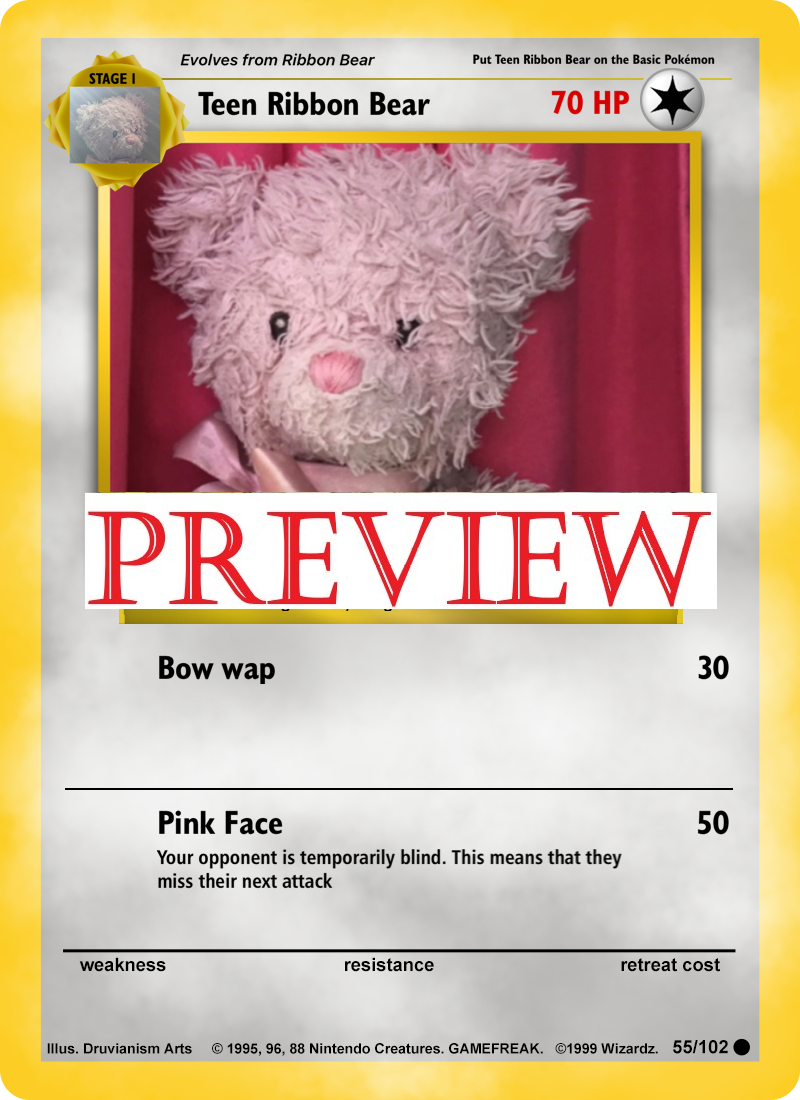 Evolves from Ribbon Bear
Put Teen Ribbon Bear on the Basic Pokémon
STAGE I
Teen Ribbon Bear
70 HP
PREVIEW
Bow wap
30
Pink Face
50
Your opponent is temporarily blind. This means that they
miss their next attack
weakness
resistance
retreat cost
Illus. Druvianism Arts © 1995, 96, 88 Nintendo Creatures. GAMEFREAK. ©1999 Wizardz. 55/102